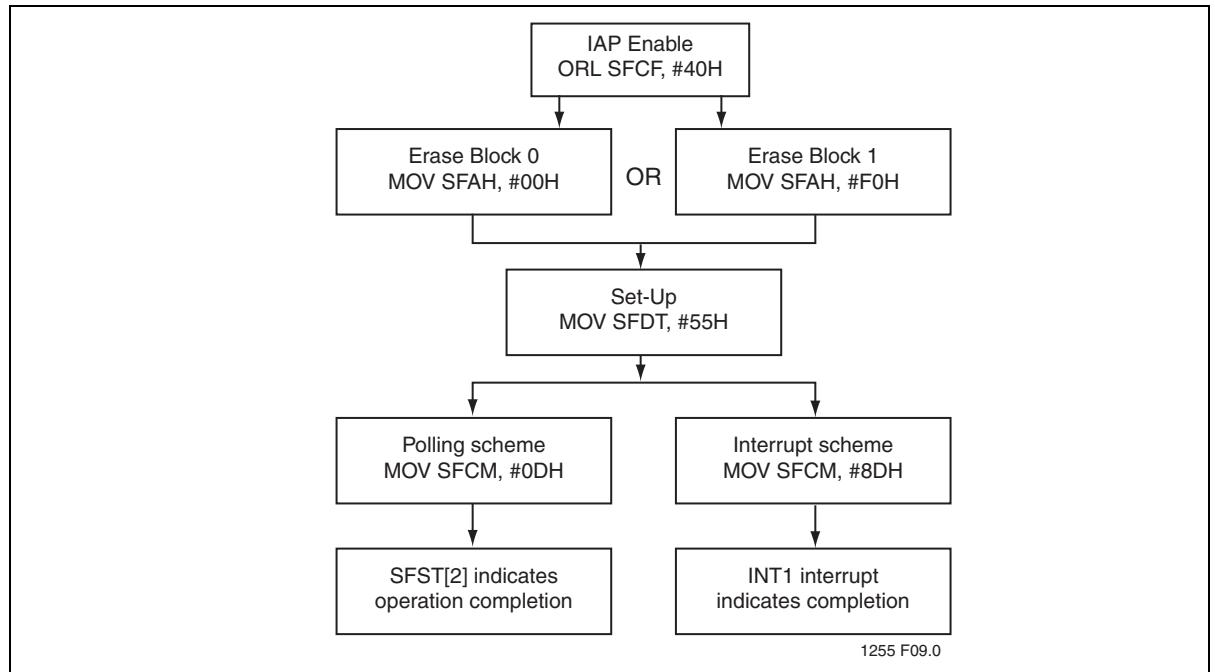 IAP Enable
ORL SFCF, #40H
Erase Block 0
MOV SFAH, #00H
OR
Erase Block 1
MOV SFAH, #F0H
Set-Up
MOV SFDT, #55H
Polling scheme
MOV SFCM, #0DH
Interrupt scheme
MOV SFCM, #8DH
SFST[2] indicates
operation completion
INT1 interrupt
indicates completion
1255 F09.0